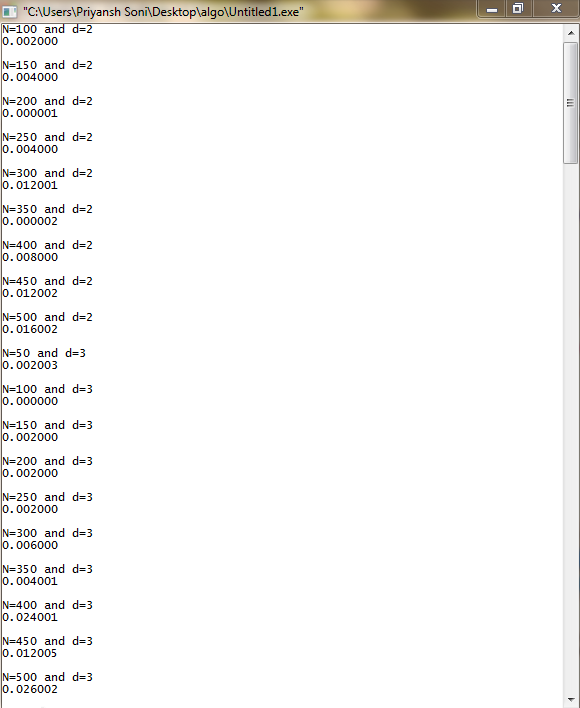 "C:\Users\Priyansh Soni\Desktop\algo\Untitled1.exe"
N=100 and d=2
0.002000
N=150 and d=2
0.004000
N=200 and d=2
0.000001
N=250 and d=2
0.004000
N=300 and d=2
0.012001
N=350 and d=2
0.000002
N=400 and d=2
0.008000
N=450 and d=2
0.012002
N=500 and d=2
0.016002
N=50 and d=3
0.002003
N=100 and d=3
0.000000
N=150 and d=3
0.002000
N=200 and d=3
0.002000
N=250 and d=3
0.002000
N=300 and d=3
0.006000
N=350 and d=3
0.004001
N=400 and d=3
0.024001
N=450 and d=3
0.012005
N=500 and d=3
0.026002